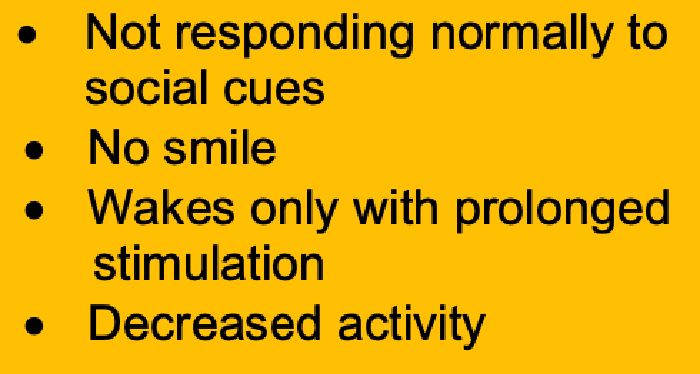 • Not responding normally to
social cues
• No smile
• Wakes only with prolonged
stimulation
• Decreased activity